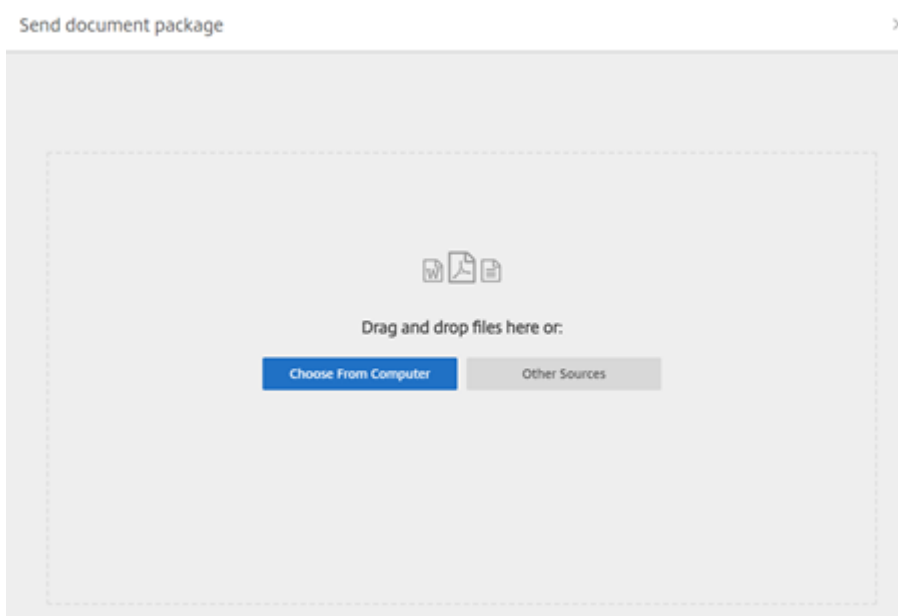 Send document package
W
Drag and drop files here or:
Choose From Computer
Other Sources